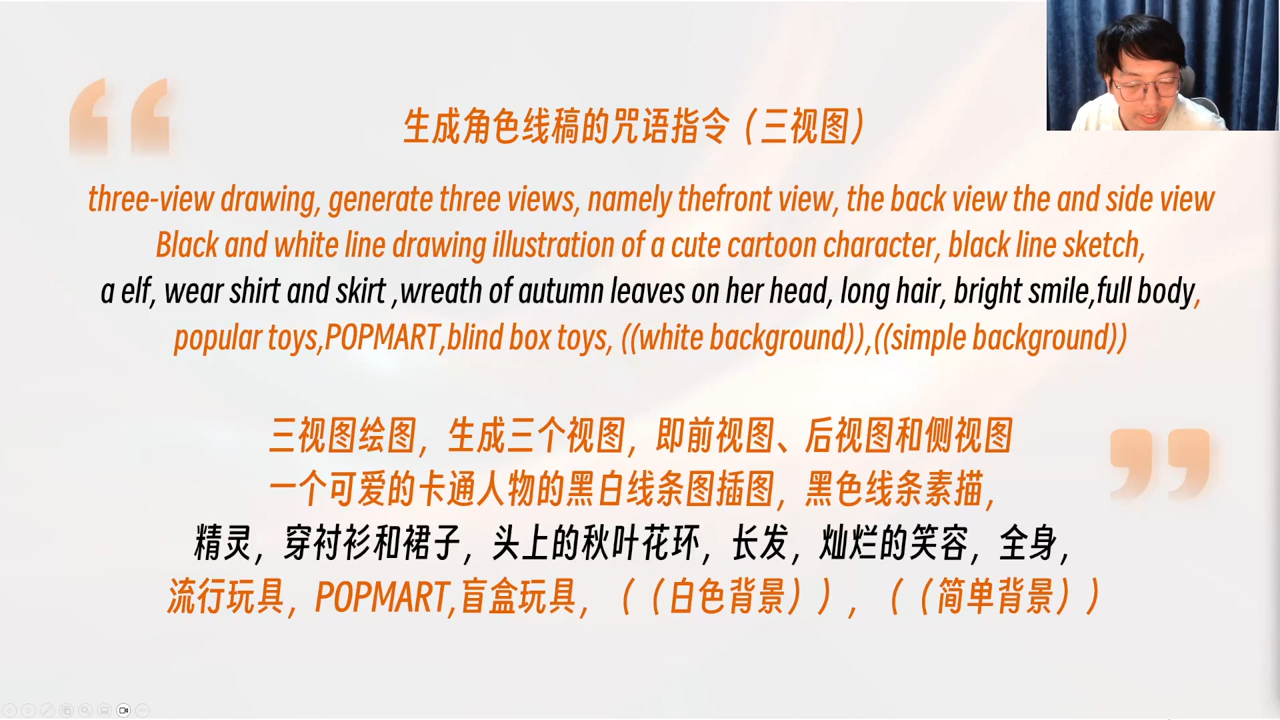 生成角色线稿的咒语指令（三视图）
three-view drawing, generate three views, namely thefront view, the back view the and side view
Black and white line drawing illustration of a cute cartoon character, black line sketch,
a elf, wear shirt and skirt ,wreath of autumn leaves on her head, long hair, bright smile,full body,
popular toys,POPMART,blind box toys, ((white background)),((simple background))
三视图绘图，生成三个视图，即前视图、后视图和侧视图
一个可爱的卡通人物的黑白线条图插图，黑色线条素描，
精灵，穿衬衫和裙子，头上的秋叶花环，长发，灿烂的笑容，全身，
流行玩具，POPMART,盲盒玩具，（（白色背景）），（（简单背景））